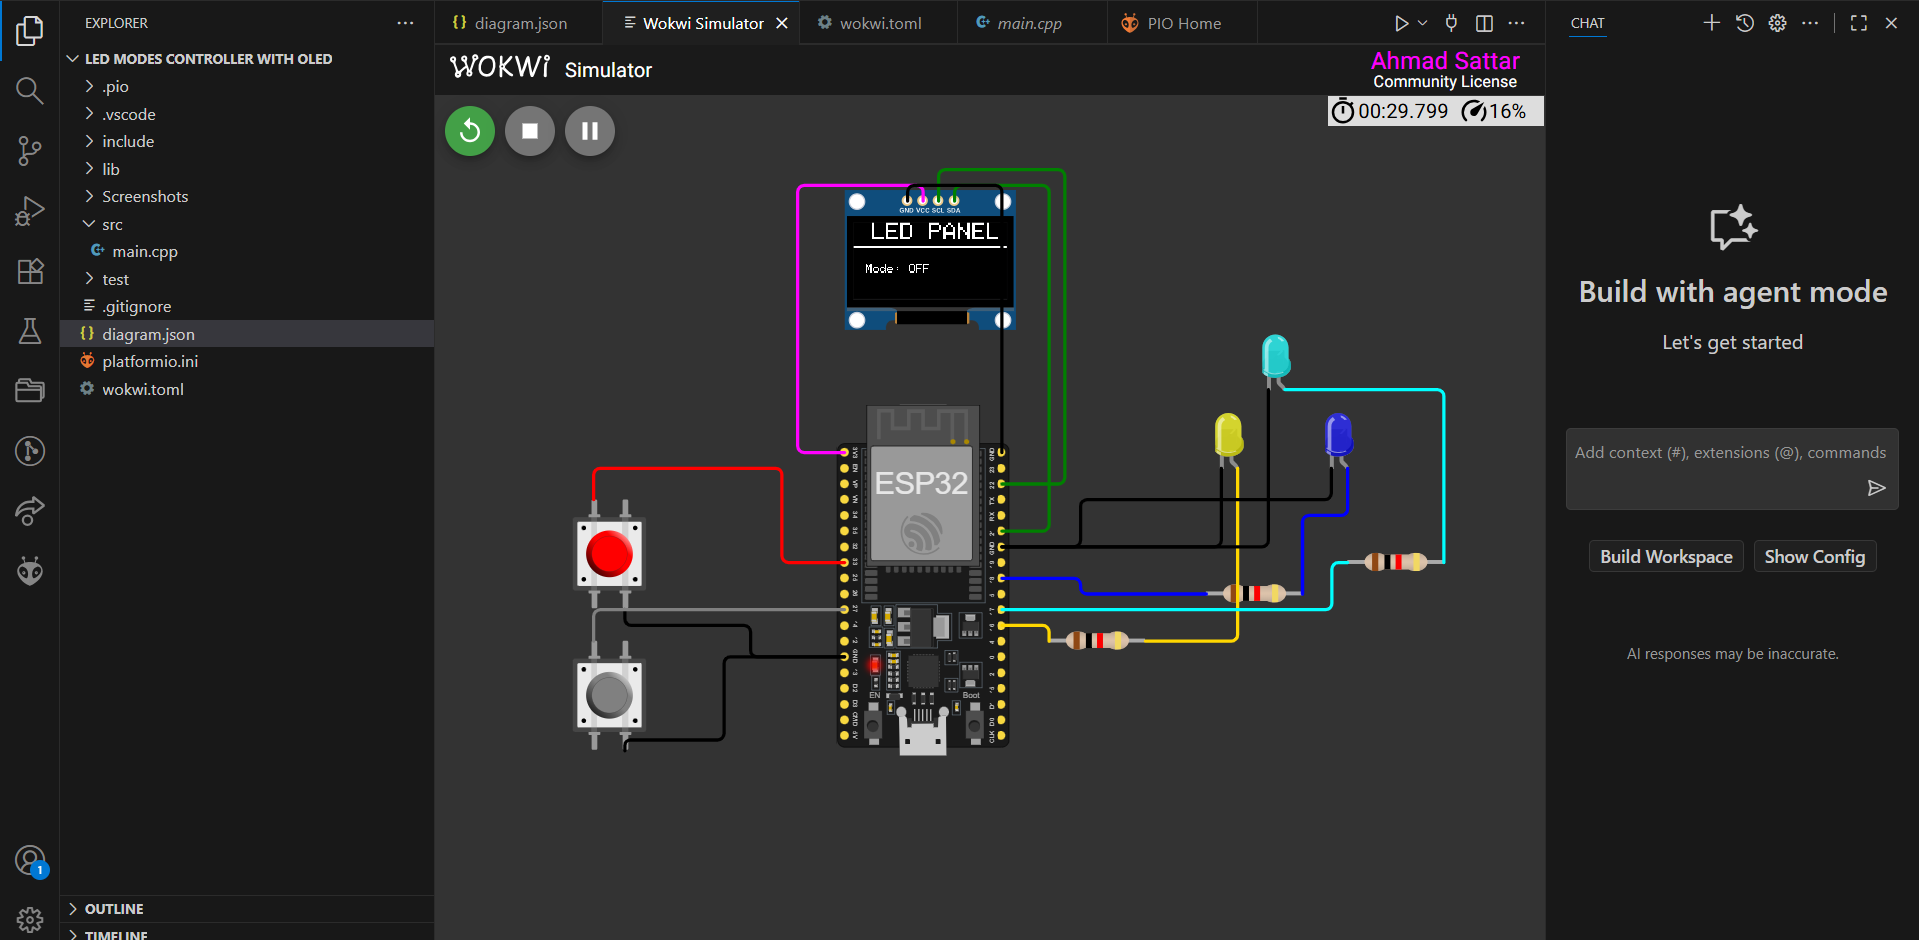 EXPLORER
LED MODES CONTROLLER WITH OLED
.pio
.vscode
include
lib
Screenshots
src
main.cpp
test
.gitignore
diagram.json
platformio.ini
wokwi.toml
OUTLINE
TIMELINE
1
diagram.json
Wokwi Simulator
wokwi.toml
main.cpp
PIO Home
WOKWI Simulator
Ahmad Sattar
Community License
00:29.799 16%
GND VCC SCL SDA
LED PANEL
Mode: OFF
ESP32
EN
Boot
CHAT
Build with agent mode
Let's get started
Add context (#), extensions (@), commands
Build Workspace
Show Config
AI responses may be inaccurate.